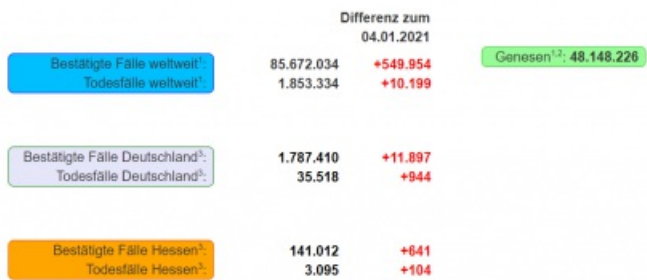 Differenz zum
04.01.2021
Bestätigte Fälle weltweit¹: 85.672.034 +549.954 Genesen¹,²: 48.148.226
Todesfälle weltweit¹: 1.853.334 +10.199
Bestätigte Fälle Deutschland³: 1.787.410 +11.897
Todesfälle Deutschland³: 35.518 +944
Bestätigte Fälle Hessen³: 141.012 +641
Todesfälle Hessen³: 3.095 +104